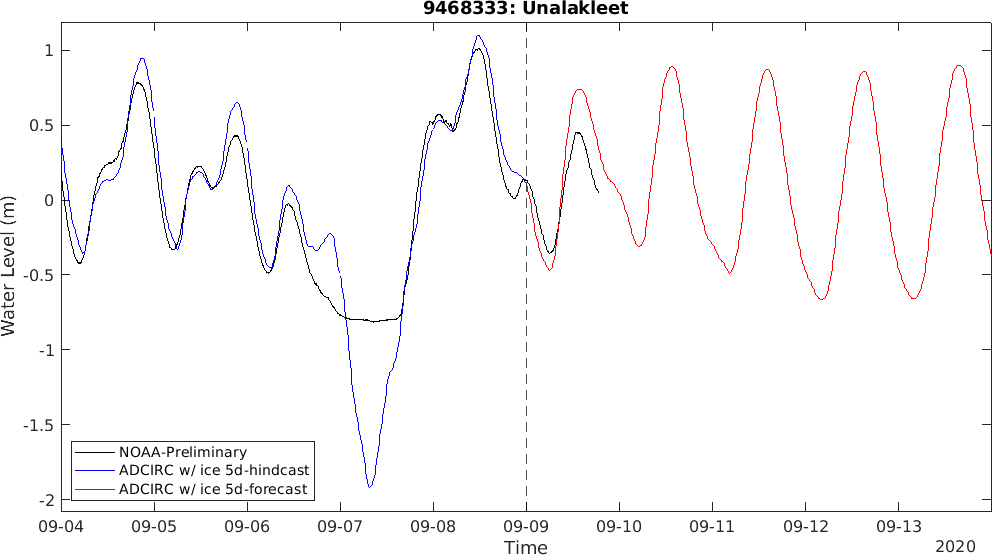 9468333: Unalakleet
Water Level (m)
1
0.5
0
-0.5
-1
-1.5
-2
NOAA-Preliminary
ADCIRC w/ ice 5d-hindcast
ADCIRC w/ ice 5d-forecast
09-04 09-05 09-06 09-07 09-08 09-09 09-10 09-11 09-12 09-13
Time
2020